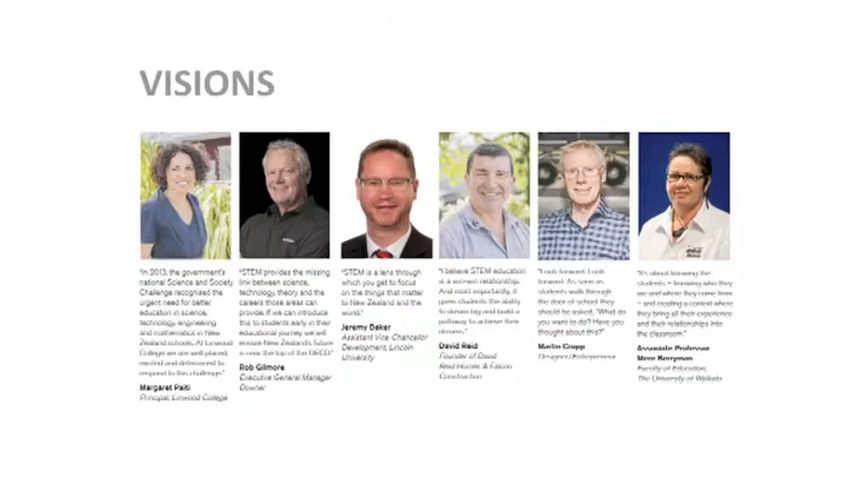 VISIONS
"In 2013, the government's
national Science and Society
Challenge recognised the
urgent need for better
education in science,
technology, engineering
and mathematics in New
Zealand schools. At Linwood
College we are well placed,
excited and determined to
respond to this challenge."
Margaret Paiti
Principal, Linwood College
"STEM provides the missing
link between science,
technology, theory and the
careers those areas can
provide. If we can introduce
this to students early in their
educational journey we will
ensure New Zealand's future
is near the top of the OECD."
Rob Gilmore
Executive General Manager
Downer
"STEM is a lens through
which you get to focus
on the things that matter
to New Zealand and the
world."
Jeremy Baker
Assistant Vice-Chancellor
Development, Lincoln
University
"I believe STEM education
is a win-win relationship.
And most importantly, it
gives students the ability
to dream big and build a
pathway to achieve their
dreams."
David Reid
Founder of David
Reid Homes & Falcon
Construction
"Look forward. Look
forward. As soon as
students walk through
the door of school they
should be asked, "What do
you want to do? Have you
thought about this?"
Martin Cropp
Designer/Entrepreneur
"It's about knowing the
students – knowing who they
are and where they come from
– and creating a context where
they bring all their experience
and their relationships into
the classroom."
Associate Professor
Mere Berryman
Faculty of Education,
The University of Waikato